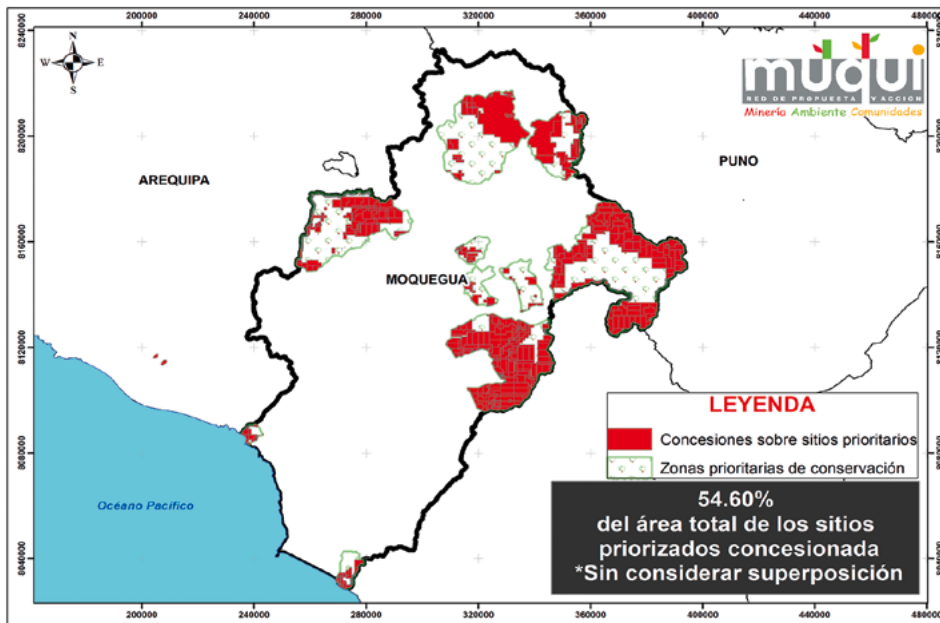 200000 240000 280000 320000 360000 400000 440000 480000
8240000
N
W E
S
muqui
RED DE PROPUESTA Y ACCION
Minería Ambiente Comunidades
8200000
PUNO
AREQUIPA
8160000
MOQUEGUA
8120000
LEYENDA
Concesiones sobre sitios prioritarios
Zonas prioritarias de conservación
8080000
54.60%
del área total de los sitios
priorizados concesionada
*Sin considerar superposición
Océano Pacífico
8040000
200000 240000 280000 320000 360000 400000 440000 480000